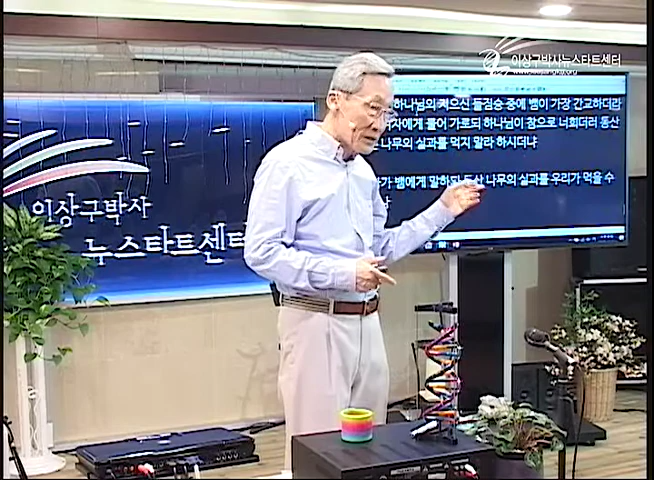 이상구박사뉴스타트센터
하나님의 지으신 들짐승 중에 뱀이 가장 간교하더라
에게 물어 가로되 하나님이 참으로 너희더러 동산
나무의 실과를 먹지 말라 하시더냐
가 뱀에게 말하되 동산 나무의 실과를 우리가 먹을 수
이상구박사
뉴스타트센터